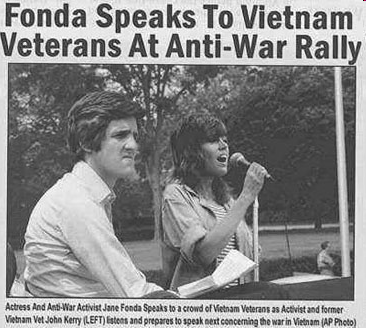 Fonda Speaks To Vietnam
Veterans At Anti-War Rally
Actress And Anti-War Activist Jane Fonda Speaks to a crowd of Vietnam Veterans as Activist and former
Vietnam Vet John Kerry (LEFT) listens and prepares to speak next concerning the war in Vietnam (AP Photo)